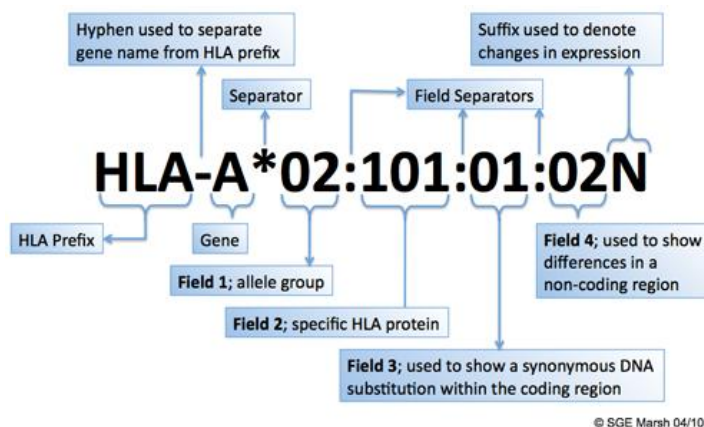 Hyphen used to separate
gene name from HLA prefix
Suffix used to denote
changes in expression
Separator
Field Separators
HLA-A*02:101:01:02N
HLA Prefix
Gene
Field 1; allele group
Field 2; specific HLA protein
Field 3; used to show a synonymous DNA
substitution within the coding region
Field 4; used to show
differences in a
non-coding region
© SGE Marsh 04/10